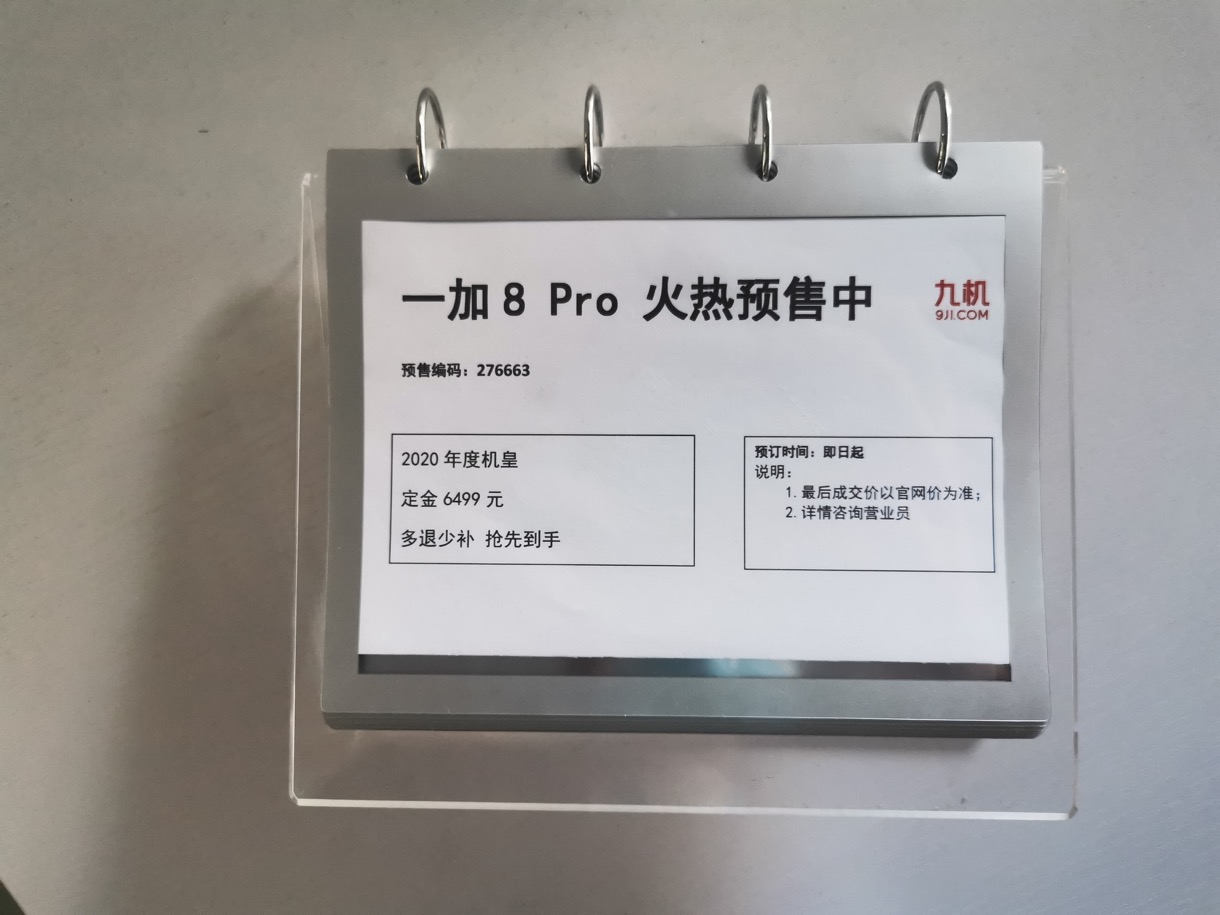 一加8 Pro 火热预售中
九机
9JI.COM
预售编码：276663
2020 年度机皇
定金 6499 元
多退少补 抢先到手
预订时间：即日起
说明：
1. 最后成交价以官网价为准；
2. 详情咨询营业员